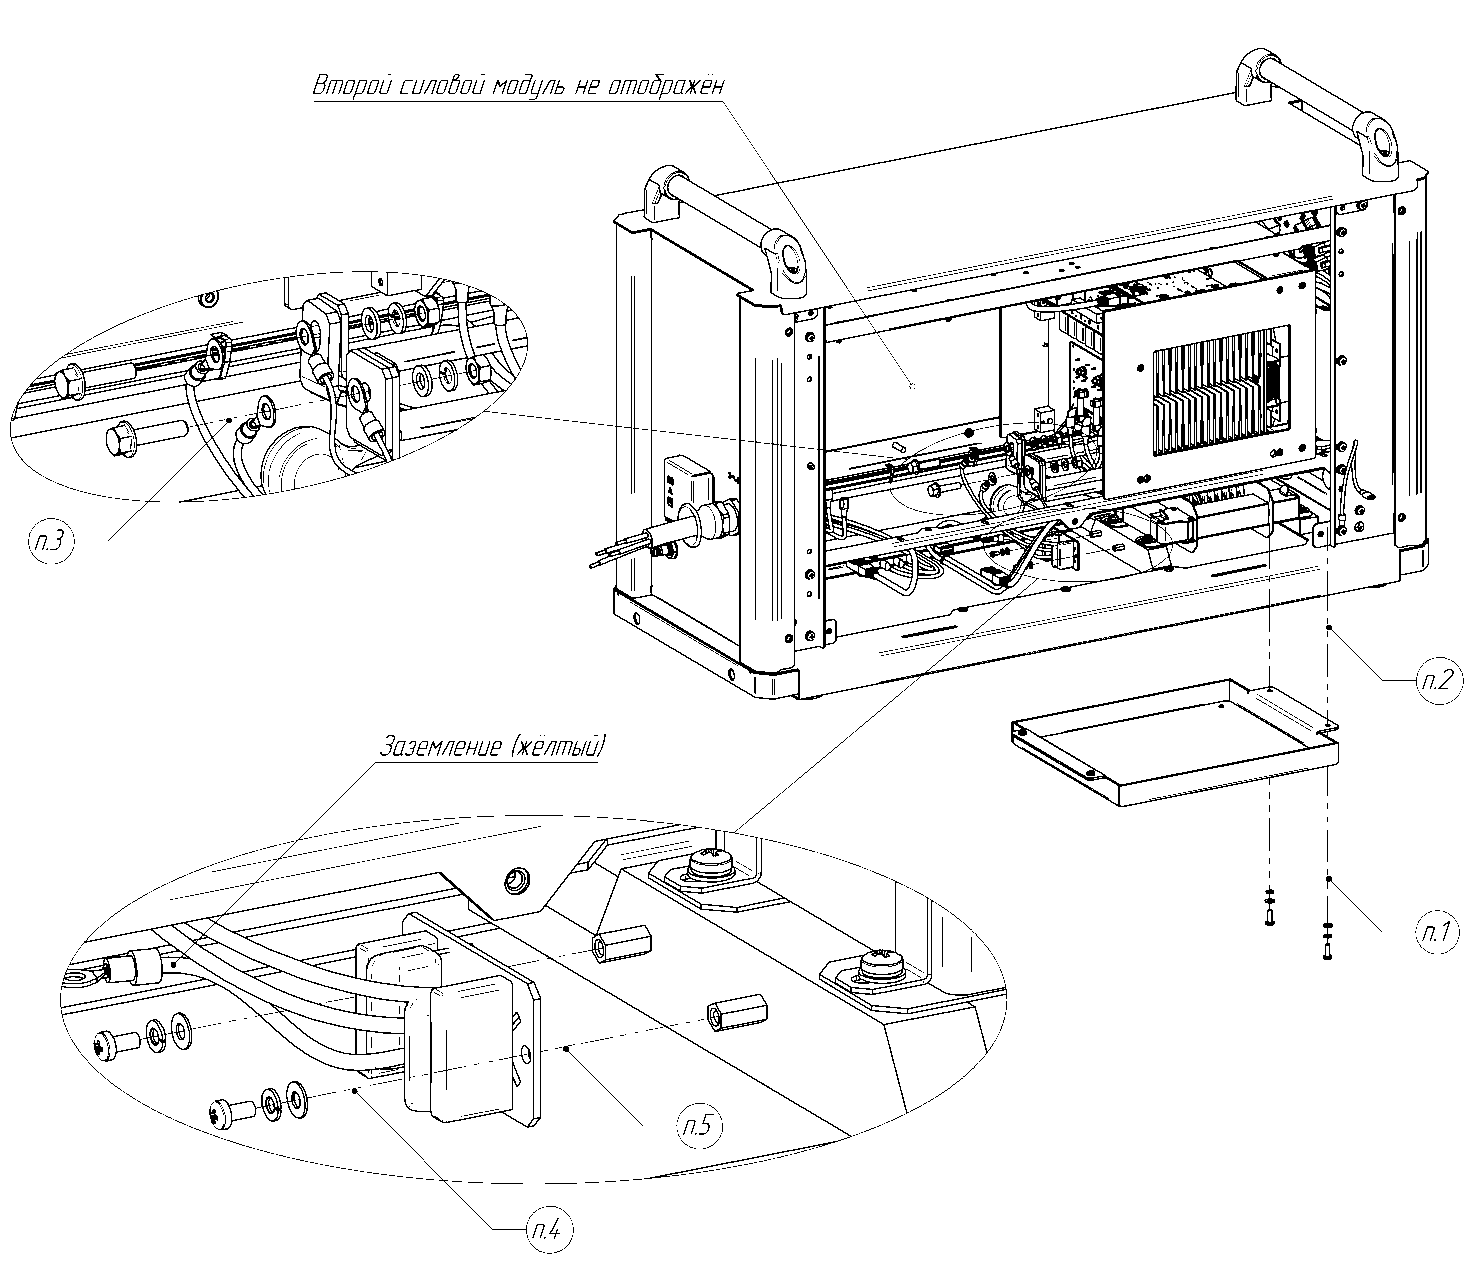 Второй силовой модуль не отображён
п.3
п.2
Заземление (жёлтый)
п.1
п.5
п.4